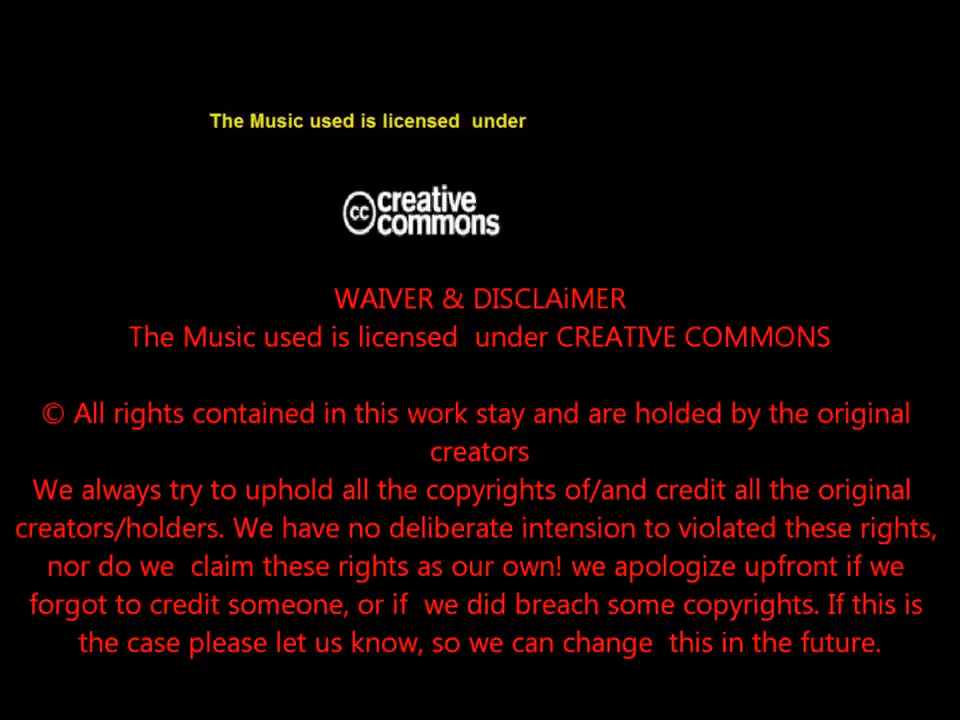 The Music used is licensed  under
cc creative
commons
WAIVER & DISCLAiMER
The Music used is licensed  under CREATIVE COMMONS
© All rights contained in this work stay and are holded by the original
creators
We always try to uphold all the copyrights of/and credit all the original
creators/holders. We have no deliberate intension to violated these rights,
nor do we  claim these rights as our own! we apologize upfront if we
forgot to credit someone, or if  we did breach some copyrights. If this is
the case please let us know, so we can change  this in the future.